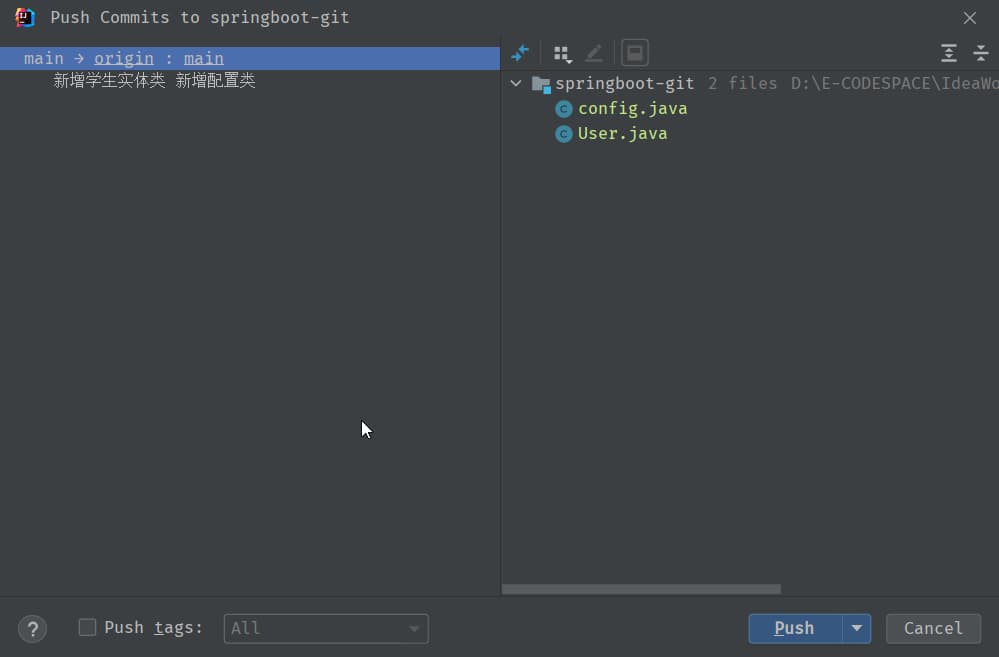 Push Commits to springboot-git
main → origin : main
新增学生实体类 新增配置类
springboot-git 2 files D:\E-CODESPACE\IdeaWo
config.java
User.java
? Push tags: All Push Cancel